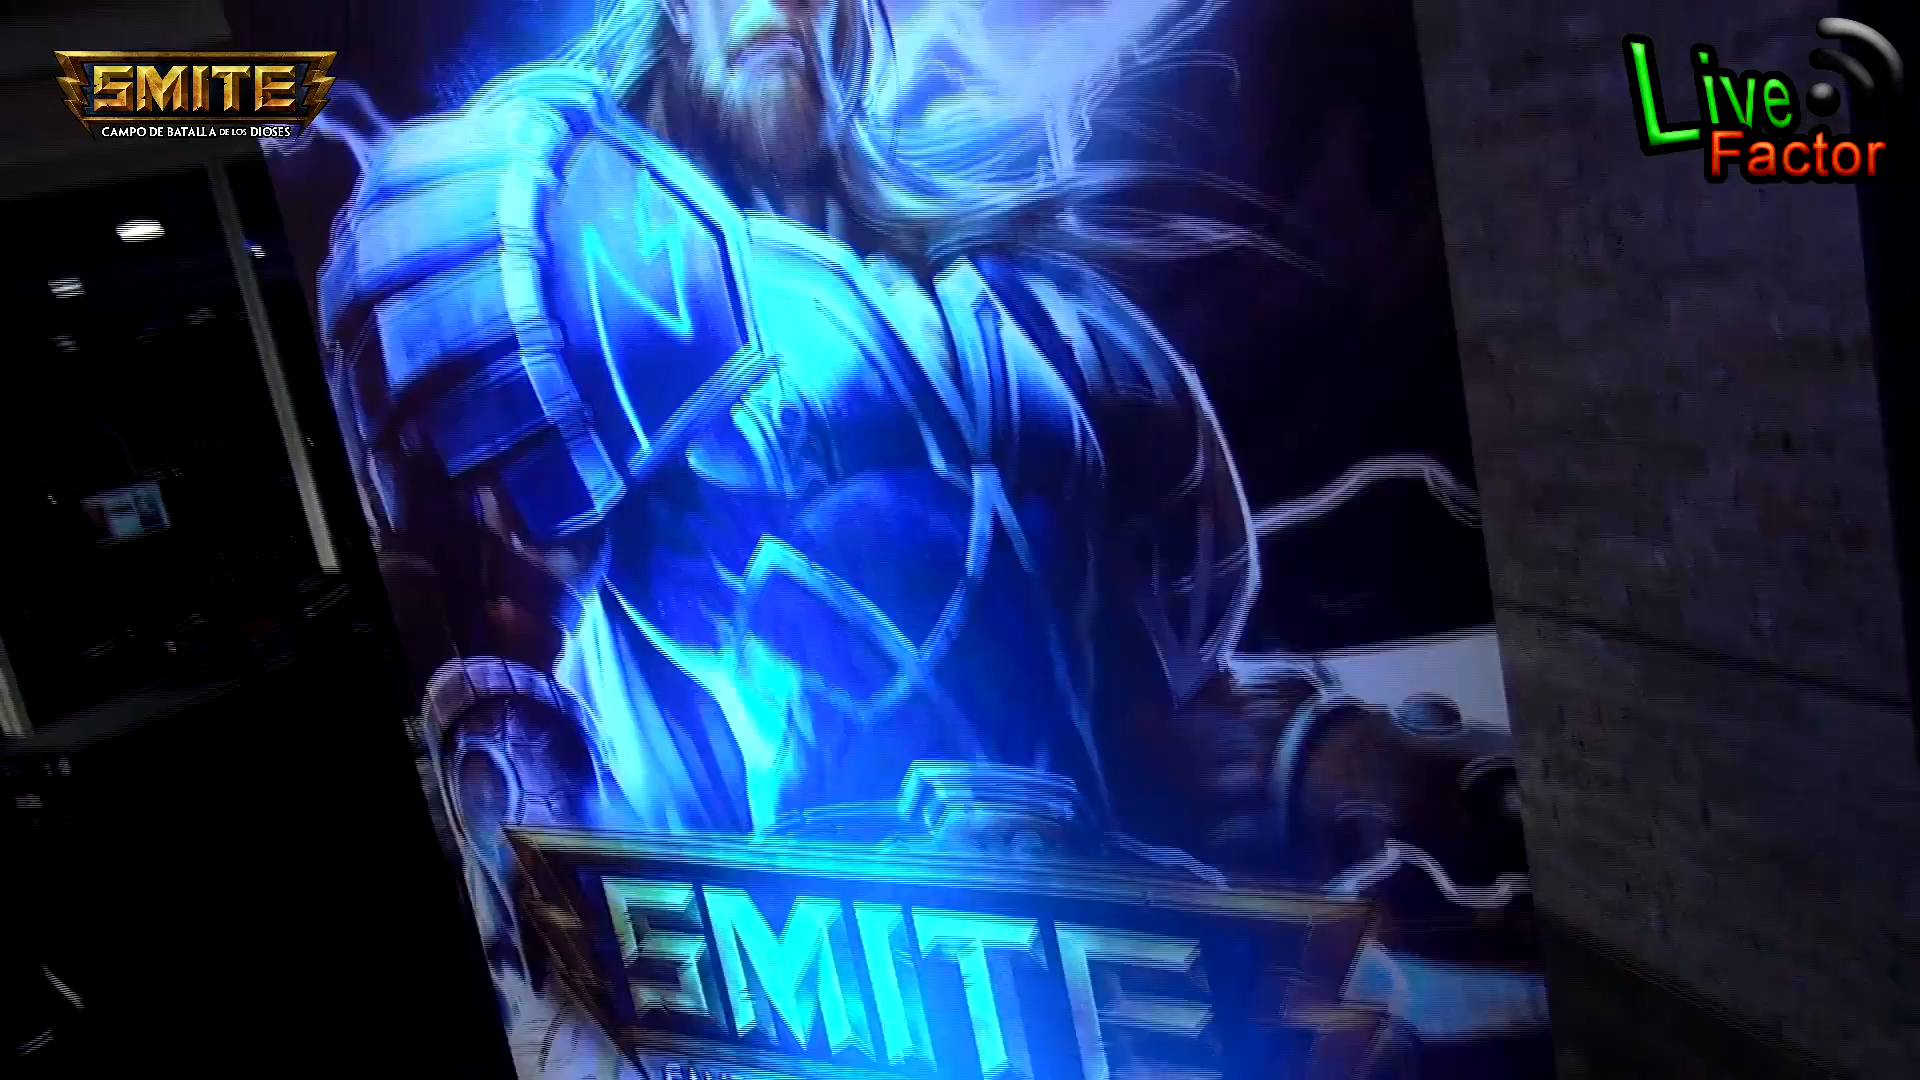 SMITE
CAMPO DE BATALLA DE LOS DIOSES
Live
Factor
SMITE